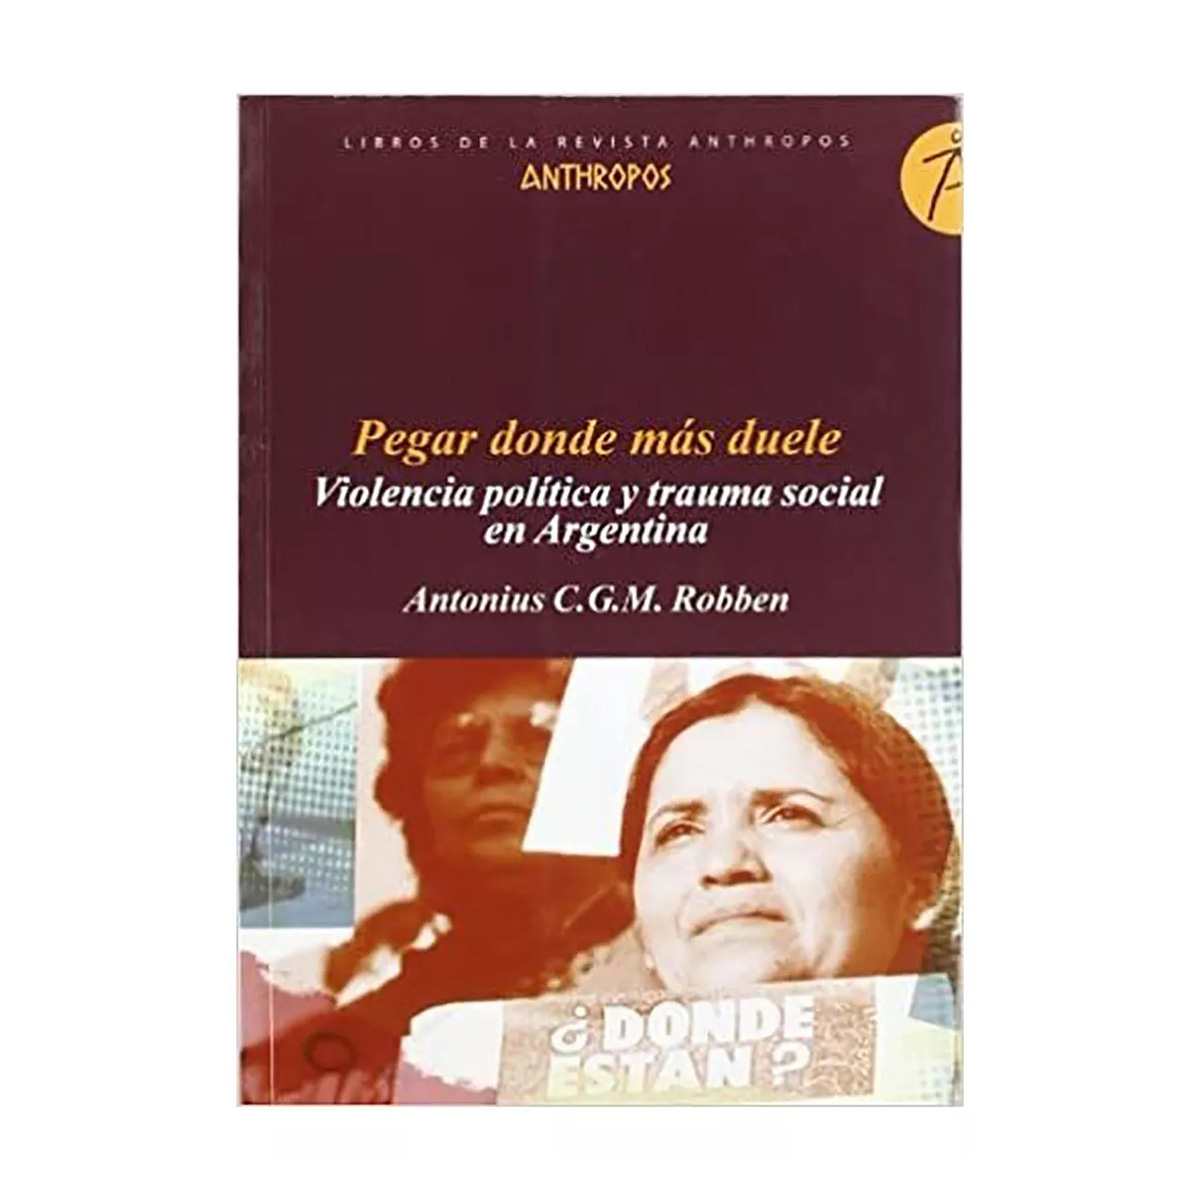 LIBROS DE LA REVISTA ANTHROPOS
ANTHROPOS
Pegar donde más duele
Violencia política y trauma social
en Argentina
Antonius C.G.M. Robben
¿DONDE
ESTAN?